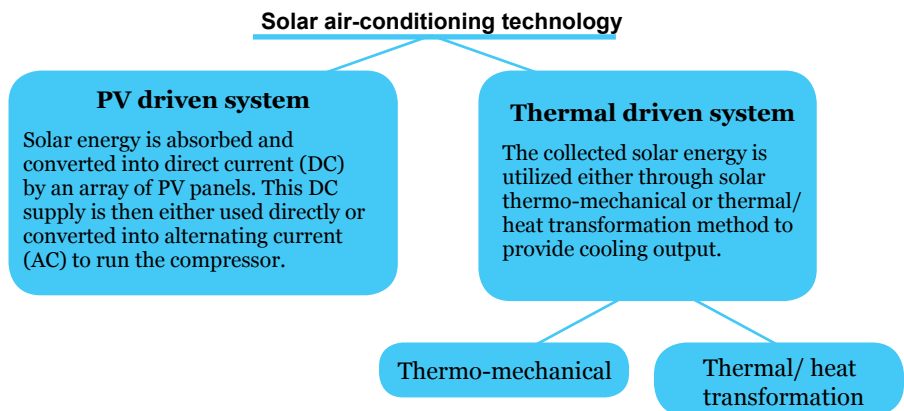 Solar air-conditioning technology
PV driven system
Solar energy is absorbed and
converted into direct current (DC)
by an array of PV panels. This DC
supply is then either used directly or
converted into alternating current
(AC) to run the compressor.
Thermal driven system
The collected solar energy is
utilized either through solar
thermo-mechanical or thermal/
heat transformation method to
provide cooling output.
Thermo-mechanical
Thermal/ heat
transformation